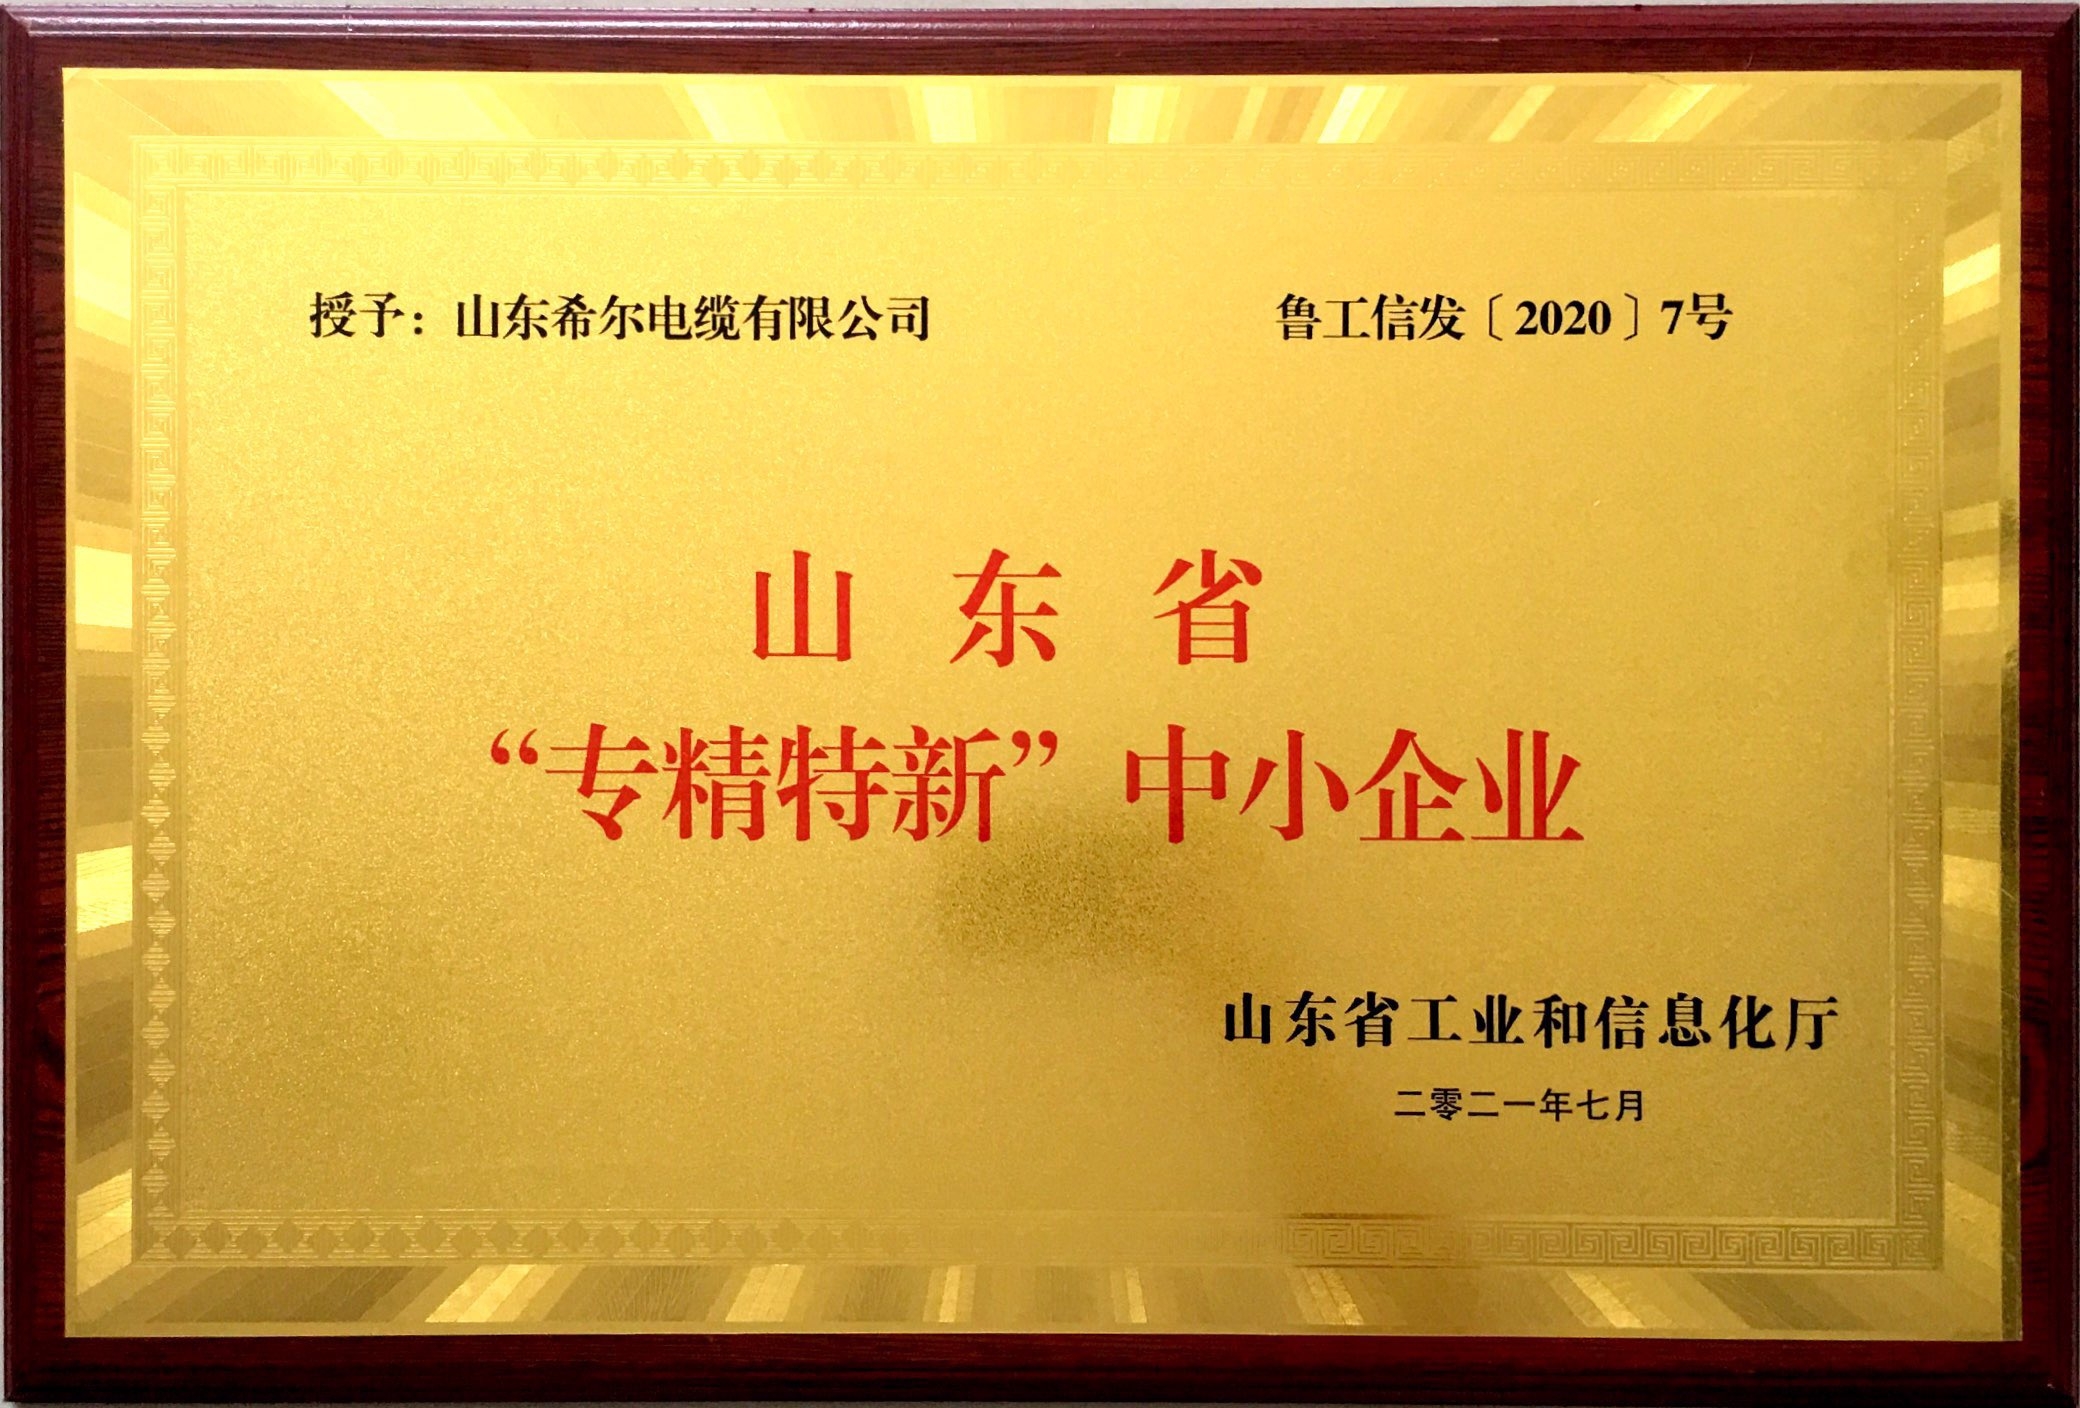 授予：山东希尔电缆有限公司 鲁工信发〔2020〕7号
山东省
“专精特新”中小企业
山东省工业和信息化厅
二零二一年七月